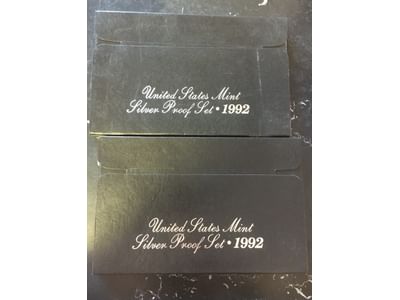 United States Mint
Silver Proof Set • 1992
United States Mint
Silver Proof Set • 1992